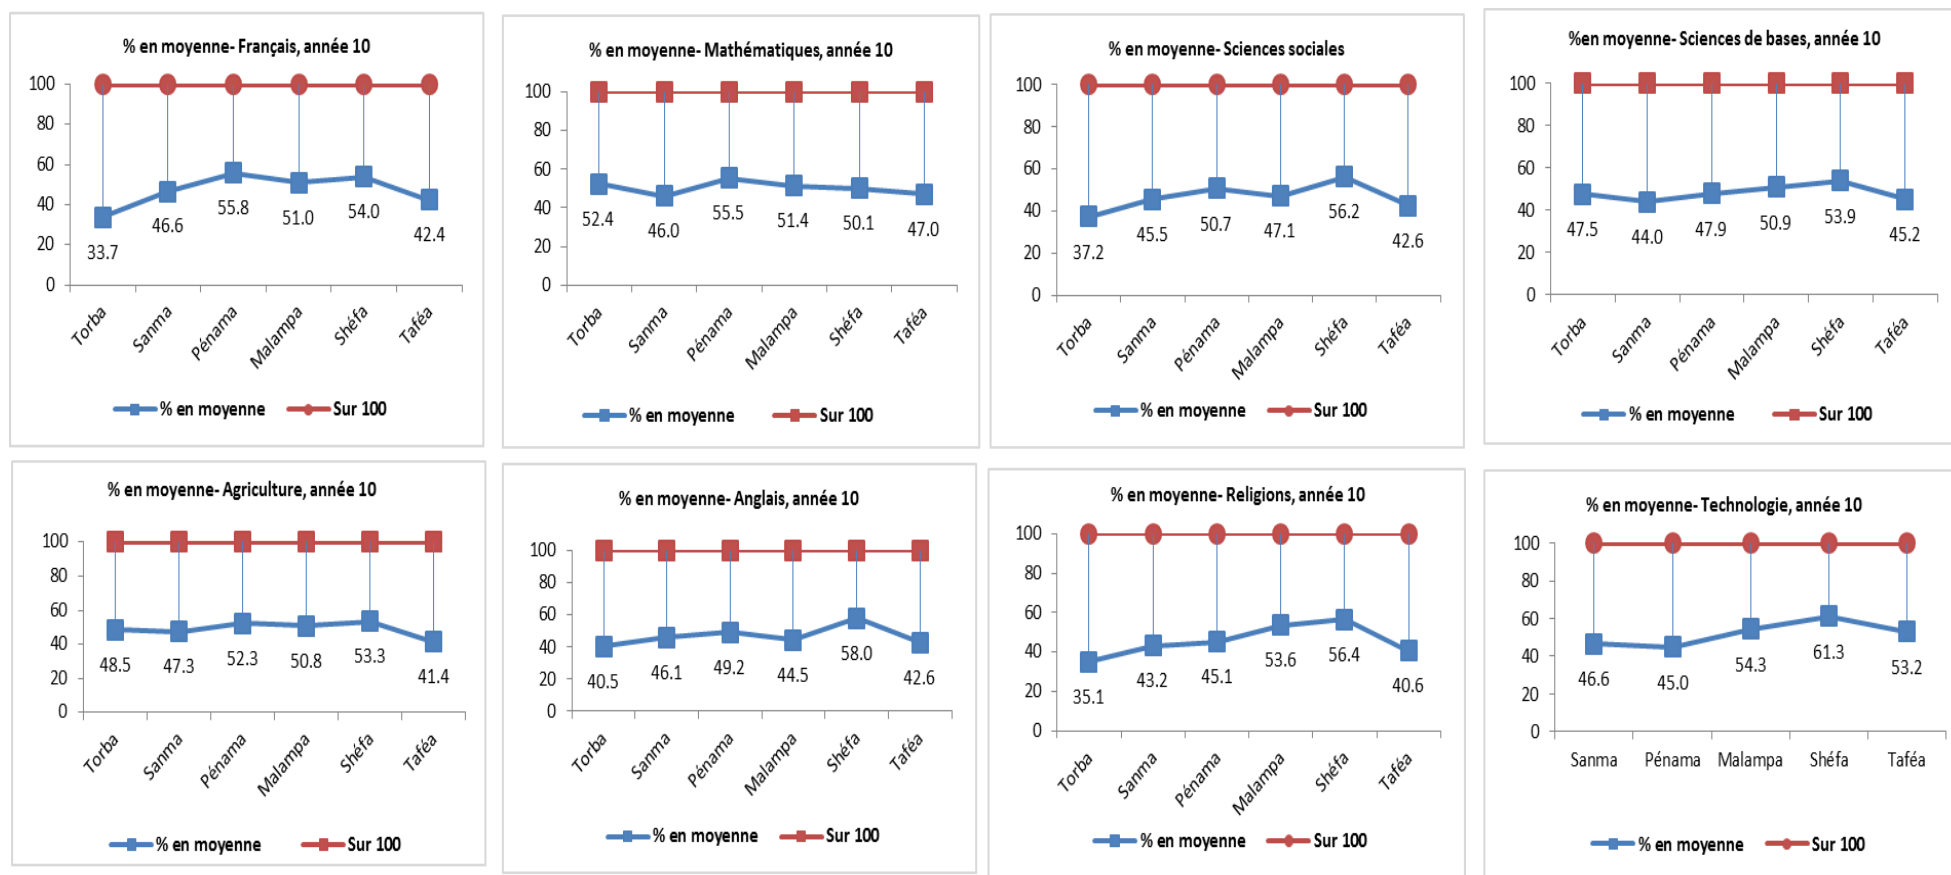 % en moyenne- Français, année 10
100
80
60
40
20
0
33.7
46.6
55.8
51.0
54.0
42.4
Torba
Sanma
Pénama
Malampa
Shéfa
Taféa
% en moyenne
Sur 100
% en moyenne- Mathématiques, année 10
100
80
60
40
20
0
52.4
46.0
55.5
51.4
50.1
47.0
Torba
Sanma
Pénama
Malampa
Shéfa
Taféa
% en moyenne
Sur 100
% en moyenne- Sciences sociales
100
80
60
40
20
0
37.2
45.5
50.7
47.1
56.2
42.6
Torba
Sanma
Pénama
Malampa
Shéfa
Taféa
% en moyenne
Sur 100
%en moyenne- Sciences de bases, année 10
100
80
60
40
20
0
47.5
44.0
47.9
50.9
53.9
45.2
Torba
Sanma
Pénama
Malampa
Shéfa
Taféa
% en moyenne
Sur 100
% en moyenne- Agriculture, année 10
100
80
60
40
20
0
48.5
47.3
52.3
50.8
53.3
41.4
Torba
Sanma
Pénama
Malampa
Shéfa
Taféa
% en moyenne
Sur 100
% en moyenne- Anglais, année 10
100
80
60
40
20
0
40.5
46.1
49.2
44.5
58.0
42.6
Torba
Sanma
Pénama
Malampa
Shéfa
Taféa
% en moyenne
Sur 100
% en moyenne- Religions, année 10
100
80
60
40
20
0
35.1
43.2
45.1
53.6
56.4
40.6
Torba
Sanma
Pénama
Malampa
Shéfa
Taféa
% en moyenne
Sur 100
% en moyenne- Technologie, année 10
100
80
60
40
20
0
46.6
45.0
54.3
61.3
53.2
Sanma
Pénama
Malampa
Shéfa
Taféa
% en moyenne
Sur 100